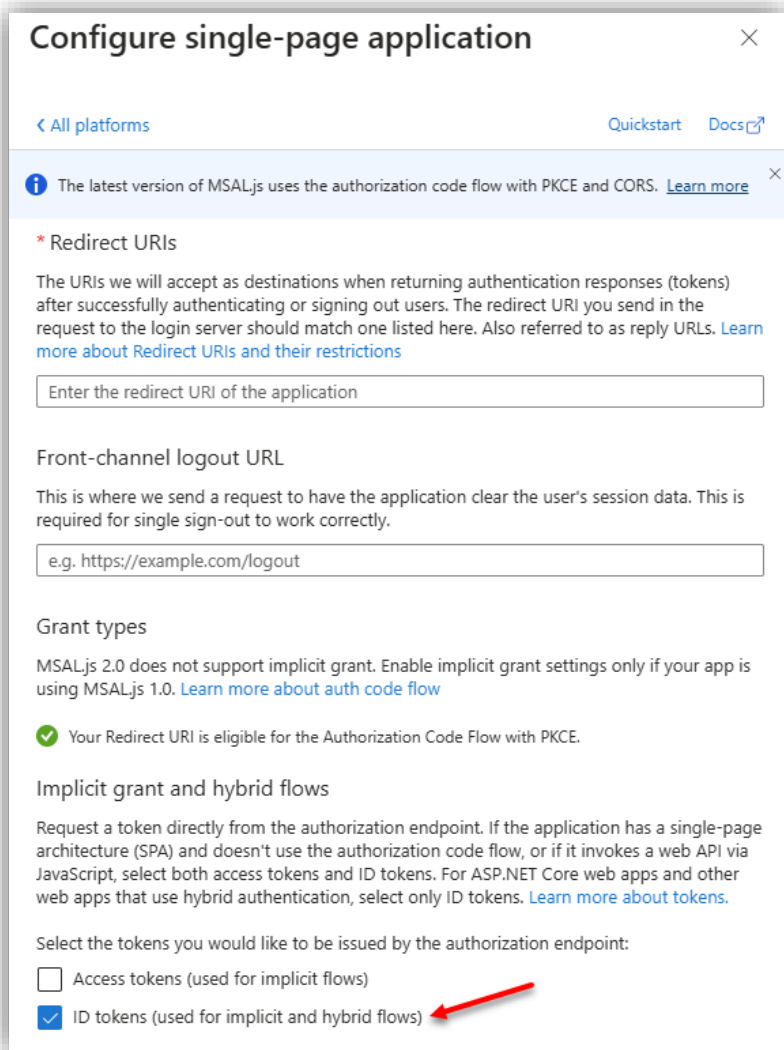 Configure single-page application
All platforms
Quickstart Docs
The latest version of MSAL.js uses the authorization code flow with PKCE and CORS. Learn more
* Redirect URIs
The URIs we will accept as destinations when returning authentication responses (tokens)
after successfully authenticating or signing out users. The redirect URI you send in the
request to the login server should match one listed here. Also referred to as reply URLs. Learn
more about Redirect URIs and their restrictions
Enter the redirect URI of the application
Front-channel logout URL
This is where we send a request to have the application clear the user's session data. This is
required for single sign-out to work correctly.
e.g. https://example.com/logout
Grant types
MSAL.js 2.0 does not support implicit grant. Enable implicit grant settings only if your app is
using MSAL.js 1.0. Learn more about auth code flow
Your Redirect URI is eligible for the Authorization Code Flow with PKCE.
Implicit grant and hybrid flows
Request a token directly from the authorization endpoint. If the application has a single-page
architecture (SPA) and doesn't use the authorization code flow, or if it invokes a web API via
JavaScript, select both access tokens and ID tokens. For ASP.NET Core web apps and other
web apps that use hybrid authentication, select only ID tokens. Learn more about tokens.
Select the tokens you would like to be issued by the authorization endpoint:
Access tokens (used for implicit flows)
ID tokens (used for implicit and hybrid flows)